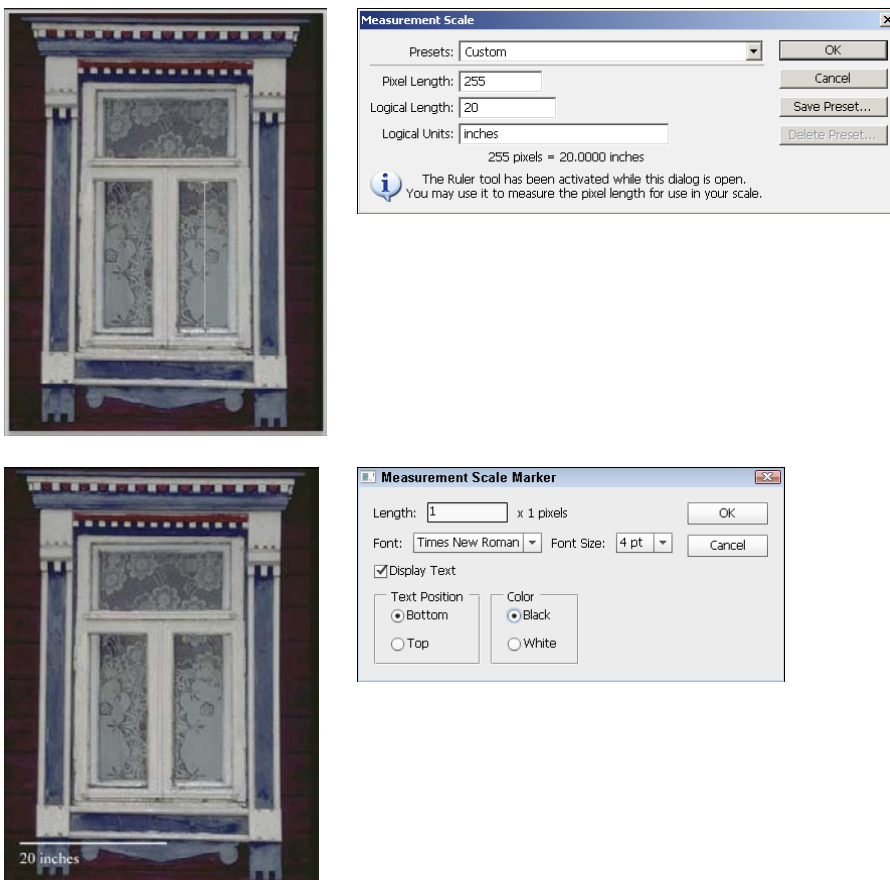 Measurement Scale
Presets: Custom
OK
Pixel Length: 255
Cancel
Logical Length: 20
Save Preset...
Logical Units: inches
Delete Preset...
255 pixels = 20.0000 inches
The Ruler tool has been activated while this dialog is open.
You may use it to measure the pixel length for use in your scale.
Measurement Scale Marker
Length: 1 x 1 pixels
OK
Font: Times New Roman Font Size: 4 pt
Cancel
Display Text
Text Position
Color
Bottom
Black
Top
White
20 inches